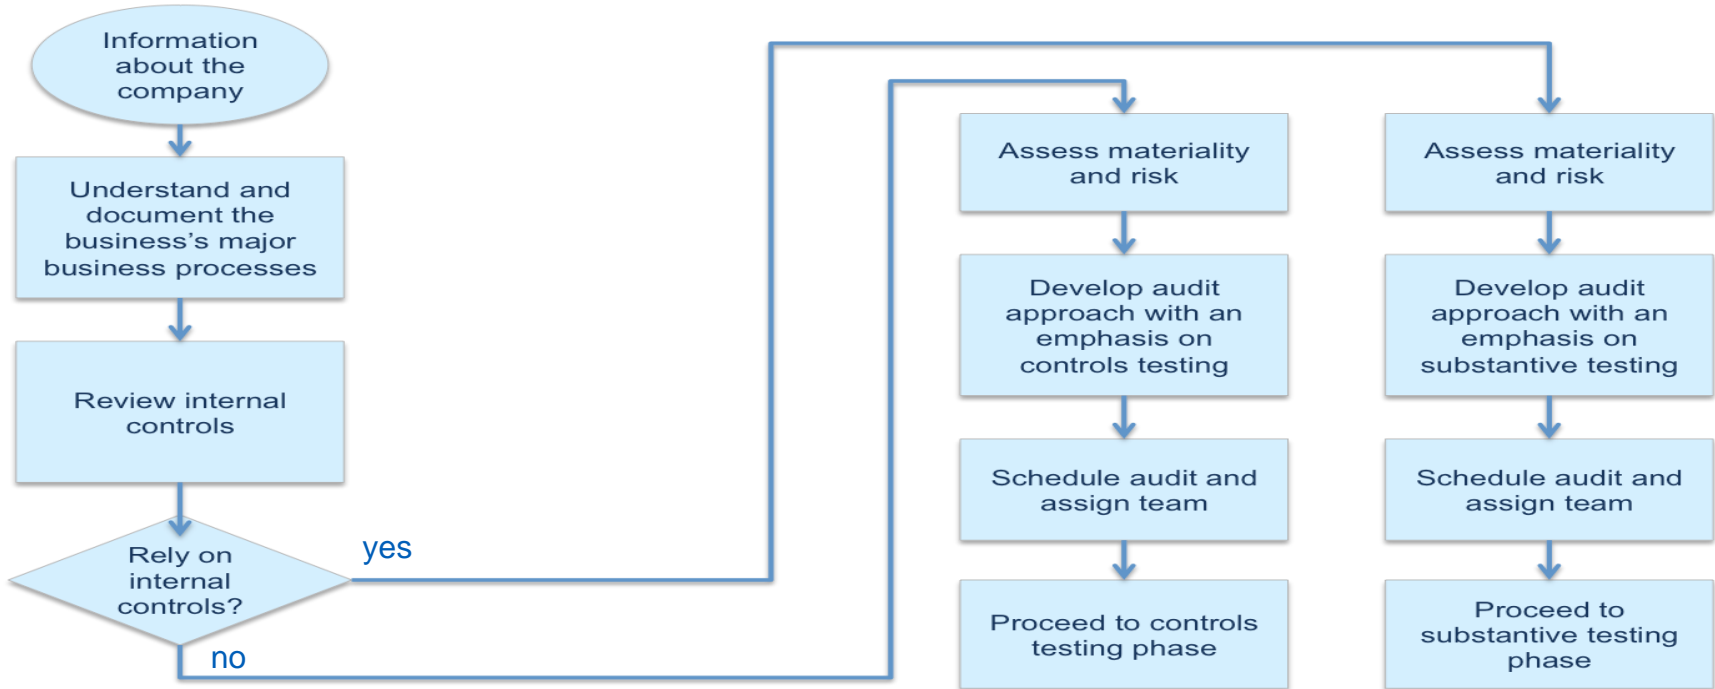 Information
about the
company
Understand and
document the
business’s major
business processes
Review internal
controls
Rely on
internal
controls?
yes
no
Assess materiality
and risk
Develop audit
approach with an
emphasis on
controls testing
Schedule audit and
assign team
Proceed to controls
testing phase
Assess materiality
and risk
Develop audit
approach with an
emphasis on
substantive testing
Schedule audit and
assign team
Proceed to
substantive testing
phase